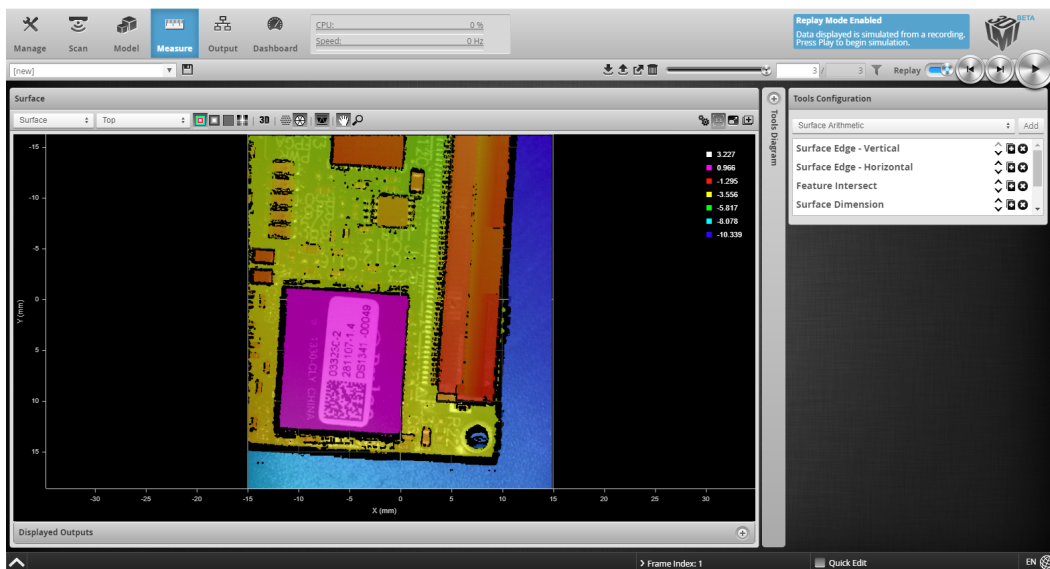 Manage
Scan
Model
Measure
Output
Dashboard
CPU: 0 %
Speed: 0 Hz
Replay Mode Enabled
Data displayed is simulated from a recording.
Press Play to begin simulation.
BETA
[new]
3 / 3
Replay
Surface
Surface
Top
3D
Tools Diagram
Tools Configuration
Surface Arithmetic
Add
Surface Edge - Vertical
Surface Edge - Horizontal
Feature Intersect
Surface Dimension
3.227
0.966
-1.295
-3.556
-5.817
-8.078
-10.339
-15
-10
-5
0
5
10
15
Y (mm)
03323C-2
281107-1.4
DS1341-00049
-30
-25
-20
-15
-10
-5
0
5
10
15
20
25
30
X (mm)
Displayed Outputs
Frame Index: 1
Quick Edit
EN